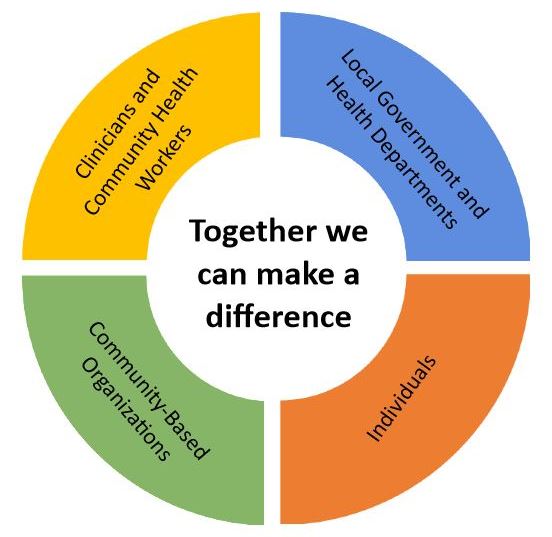 Clinicians and
Community Health
Workers
Local Government and
Health Departments
Together we
can make a
difference
Community-Based
Organizations
Individuals